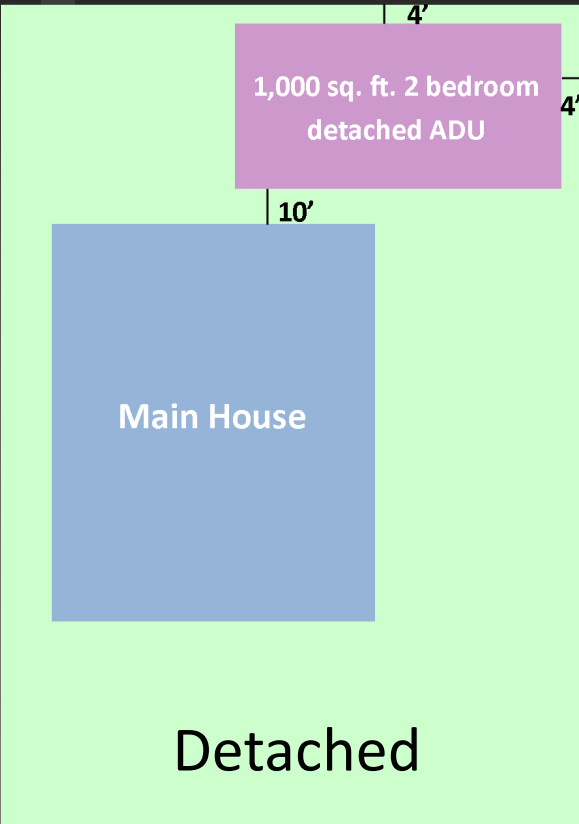 4’
1,000 sq. ft. 2 bedroom
detached ADU
4’
10’
Main House
Detached